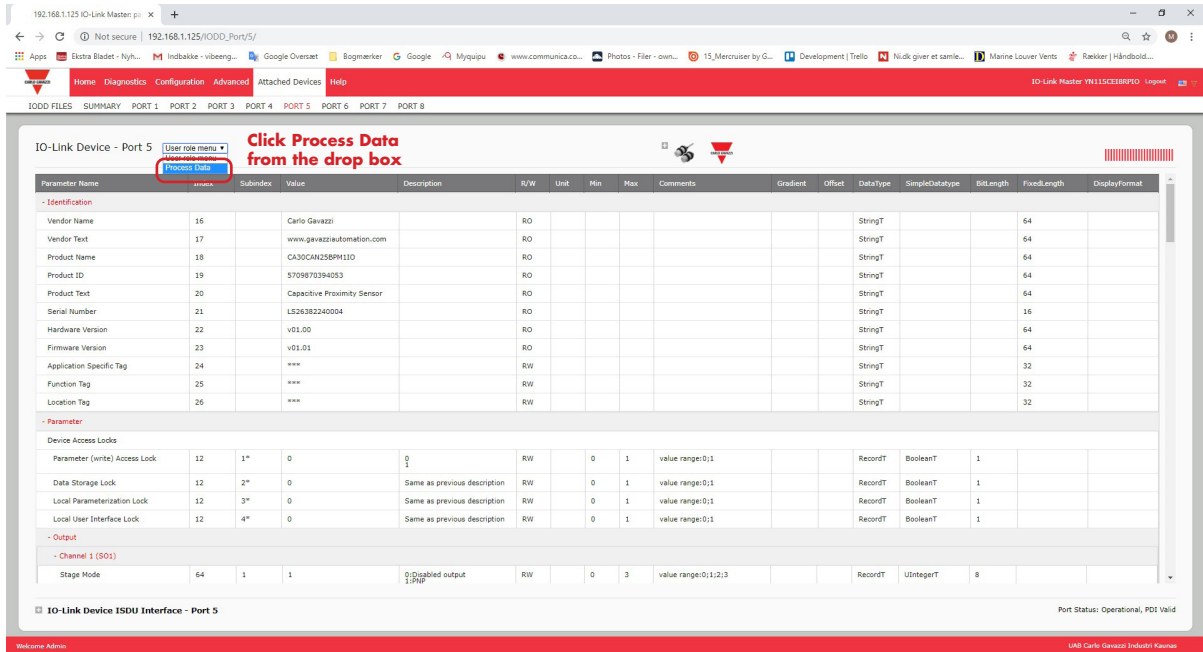 192.168.1.125 IO-Link Master: pa
Not secure | 192.168.1.125/IODD_Port/5/
Apps Ekstra Bladet - Nyh... Indbakke - vibeeng... Google Oversæt Bogmærker Google Myquipu www.communica.co... Photos - Filer - own... 15_Mercruiser by G... Development | Trello Ni.dk giver et samle... Marine Louver Vents Rækker | Håndbold....
CARLO GAVAZZI Home Diagnostics Configuration Advanced Attached Devices Help IO-Link Master YN115CEI8RPIO Logout
IODD FILES SUMMARY PORT 1 PORT 2 PORT 3 PORT 4 PORT 5 PORT 6 PORT 7 PORT 8
IO-Link Device - Port 5 User role menu
User role menu
Process Data
Click Process Data
from the drop box
CARLO GAVAZZI
Parameter Name Index Subindex Value Description R/W Unit Min Max Comments Gradient Offset DataType SimpleDatatype BitLength FixedLength DisplayFormat
- Identification
Vendor Name 16 Carlo Gavazzi RO StringT 64
Vendor Text 17 www.gavazziautomation.com RO StringT 64
Product Name 18 CA30CAN25BPM1IO RO StringT 64
Product ID 19 5709870394053 RO StringT 64
Product Text 20 Capacitive Proximity Sensor RO StringT 64
Serial Number 21 LS26382240004 RO StringT 16
Hardware Version 22 v01.00 RO StringT 64
Firmware Version 23 v01.01 RO StringT 64
Application Specific Tag 24 *** RW StringT 32
Function Tag 25 *** RW StringT 32
Location Tag 26 *** RW StringT 32
- Parameter
Device Access Locks
Parameter (write) Access Lock 12 1* 0 0 RW 0 1 value range:0;1 RecordT BooleanT 1
1
Data Storage Lock 12 2* 0 Same as previous description RW 0 1 value range:0;1 RecordT BooleanT 1
Local Parameterization Lock 12 3* 0 Same as previous description RW 0 1 value range:0;1 RecordT BooleanT 1
Local User Interface Lock 12 4* 0 Same as previous description RW 0 1 value range:0;1 RecordT BooleanT 1
- Output
- Channel 1 (SO1)
Stage Mode 64 1 1 0:Disabled output RW 0 3 value range:0;1;2;3 RecordT UIntegerT 8
1:PNP
IO-Link Device ISDU Interface - Port 5 Port Status: Operational, PDI Valid
Welcome Admin UAB Carlo Gavazzi Industri Kaunas